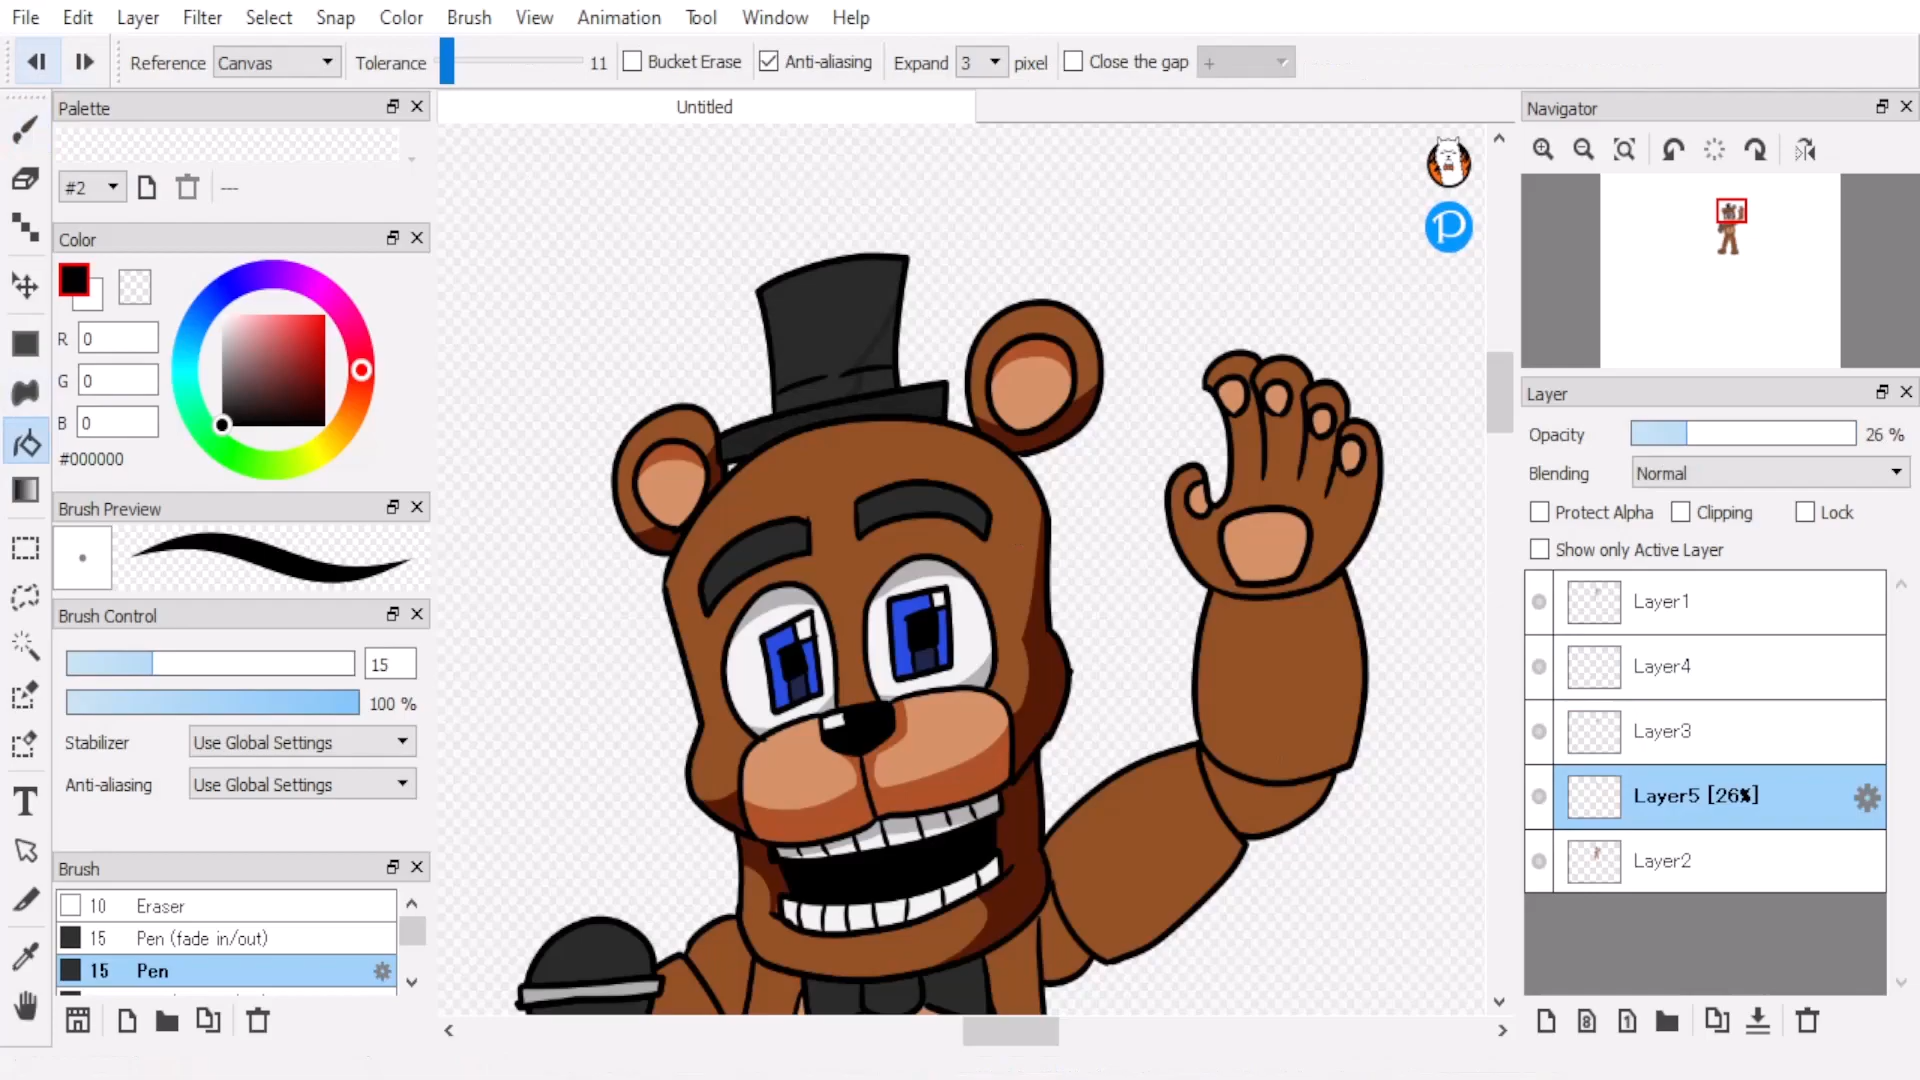 File Edit Layer Filter Select Snap Color Brush View Animation Tool Window Help
Reference Canvas Tolerance 11 Bucket Erase Anti-aliasing Expand 3 pixel Close the gap +
Palette
#2 ---
Color
R 0
G 0
B 0
#000000
Brush Preview
Brush Control
15
100 %
Stabilizer Use Global Settings
Anti-aliasing Use Global Settings
Brush
10 Eraser
15 Pen (fade in/out)
15 Pen
T
Untitled
P
Navigator
Layer
Opacity 26 %
Blending Normal
Protect Alpha Clipping Lock
Show only Active Layer
Layer1
Layer4
Layer3
Layer5 [26%]
Layer2
8 1